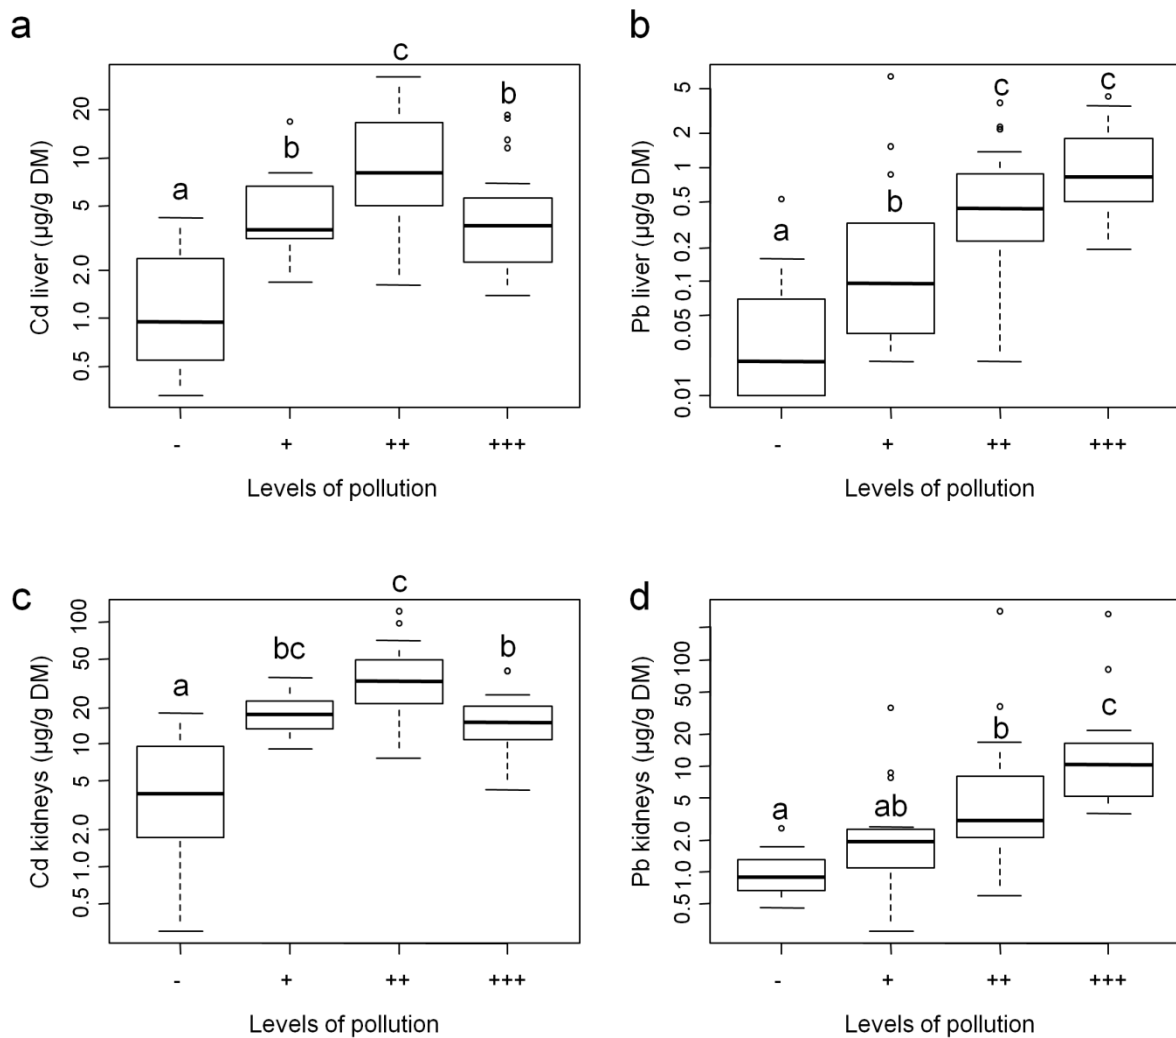 a
Cd liver (µg/g DM)
20
10
5
2.0
1.0
0.5
a
b
c
b
-
+
++
+++
Levels of pollution
b
Pb liver (µg/g DM)
5
2
1
0.5
0.2
0.1
0.05
0.01
a
b
c
c
-
+
++
+++
Levels of pollution
c
Cd kidneys (µg/g DM)
100
50
20
10
5
2.0
1.0
0.5
a
bc
c
b
-
+
++
+++
Levels of pollution
d
Pb kidneys (µg/g DM)
100
50
20
10
5
2.0
1.0
0.5
a
ab
b
c
-
+
++
+++
Levels of pollution